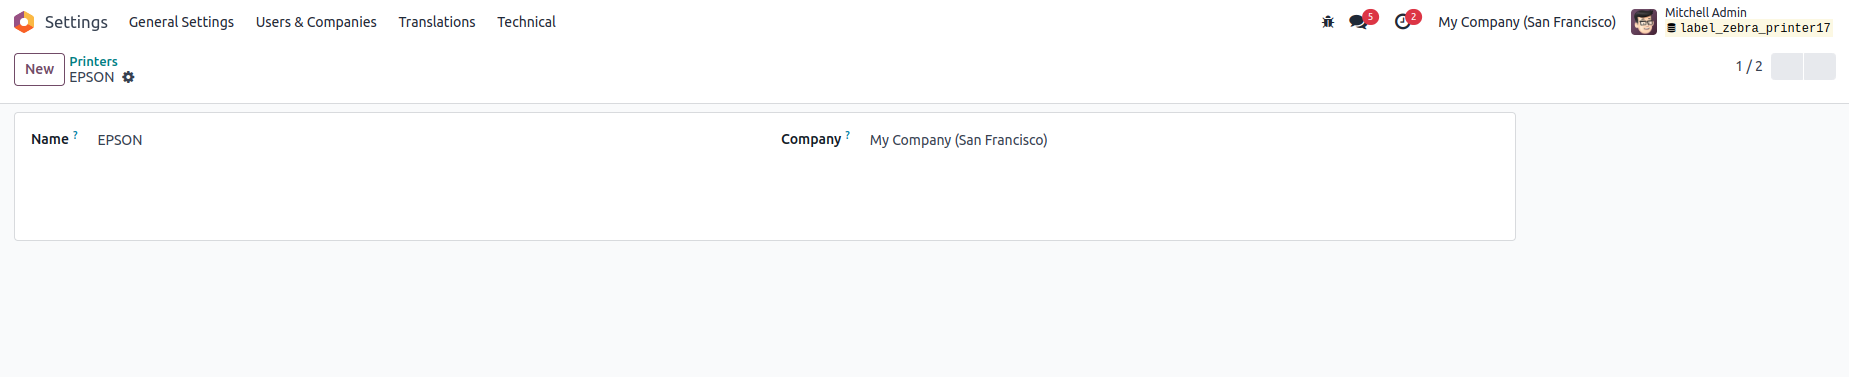 Settings General Settings Users & Companies Translations Technical 5 2 My Company (San Francisco) Mitchell Admin
label_zebra_printer17
New Printers 1 / 2
EPSON
Name ? EPSON Company ? My Company (San Francisco)